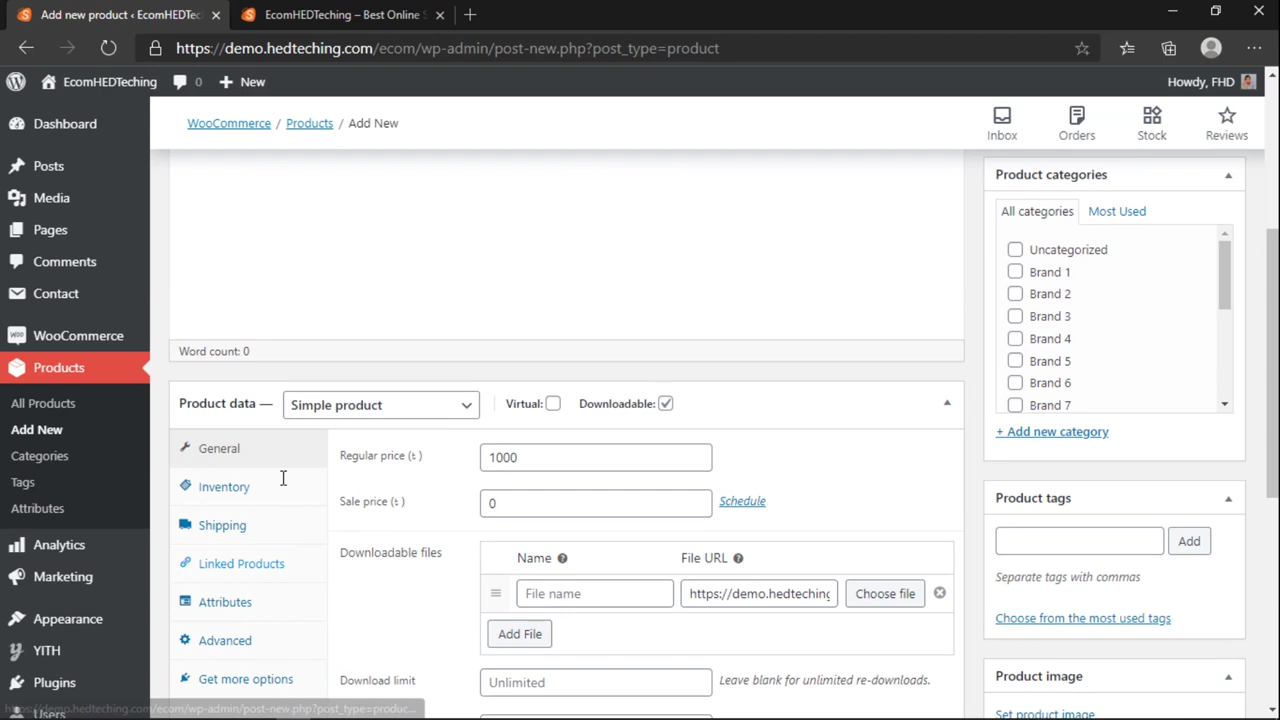 Add new product ‹ EcomHEDTec
EcomHEDTeching – Best Online S
https://demo.hedteching.com/ecom/wp-admin/post-new.php?post_type=product
EcomHEDTeching 0 New Howdy, FHD
WooCommerce / Products / Add New
Inbox Orders Stock Reviews
Dashboard
Posts
Media
Pages
Comments
Contact
WooCommerce
Products
All Products
Add New
Categories
Tags
Attributes
Analytics
Marketing
Appearance
YITH
Plugins
Users
Word count: 0
Product data — Simple product Virtual: Downloadable:
General
Inventory
Shipping
Linked Products
Attributes
Advanced
Get more options
Regular price (৳ ) 1000
Sale price (৳ ) 0 Schedule
Downloadable files
Name File URL
File name https://demo.hedteching Choose file
Add File
Download limit Unlimited Leave blank for unlimited re-downloads.
Product categories
All categories Most Used
Uncategorized
Brand 1
Brand 2
Brand 3
Brand 4
Brand 5
Brand 6
Brand 7
+ Add new category
Product tags
Add
Separate tags with commas
Choose from the most used tags
Product image
Set product image
https://demo.hedteching.com/ecom/wp-admin/post-new.php?post_type=produc...